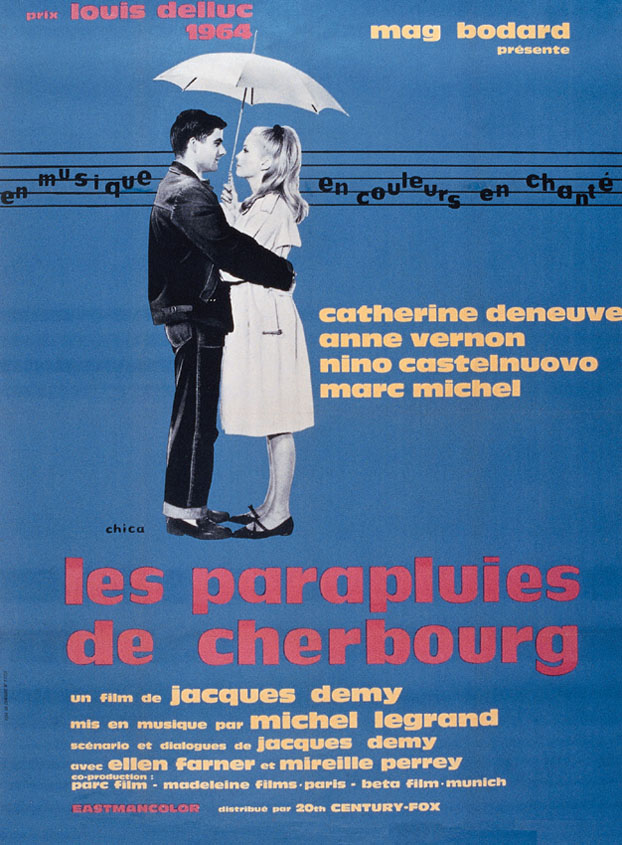 prix louis delluc
1964
mag bodard
présente
en musique en couleurs en chanté
catherine deneuve
anne vernon
nino castelnuovo
marc michel
chica
les parapluies
de cherbourg
un film de jacques demy
mis en musique par michel legrand
scénario et dialogues de jacques demy
avec ellen farner et mireille perrey
co-production :
parc film - madeleine films·paris - beta film·munich
EASTMANCOLOR distribué par 20th CENTURY-FOX